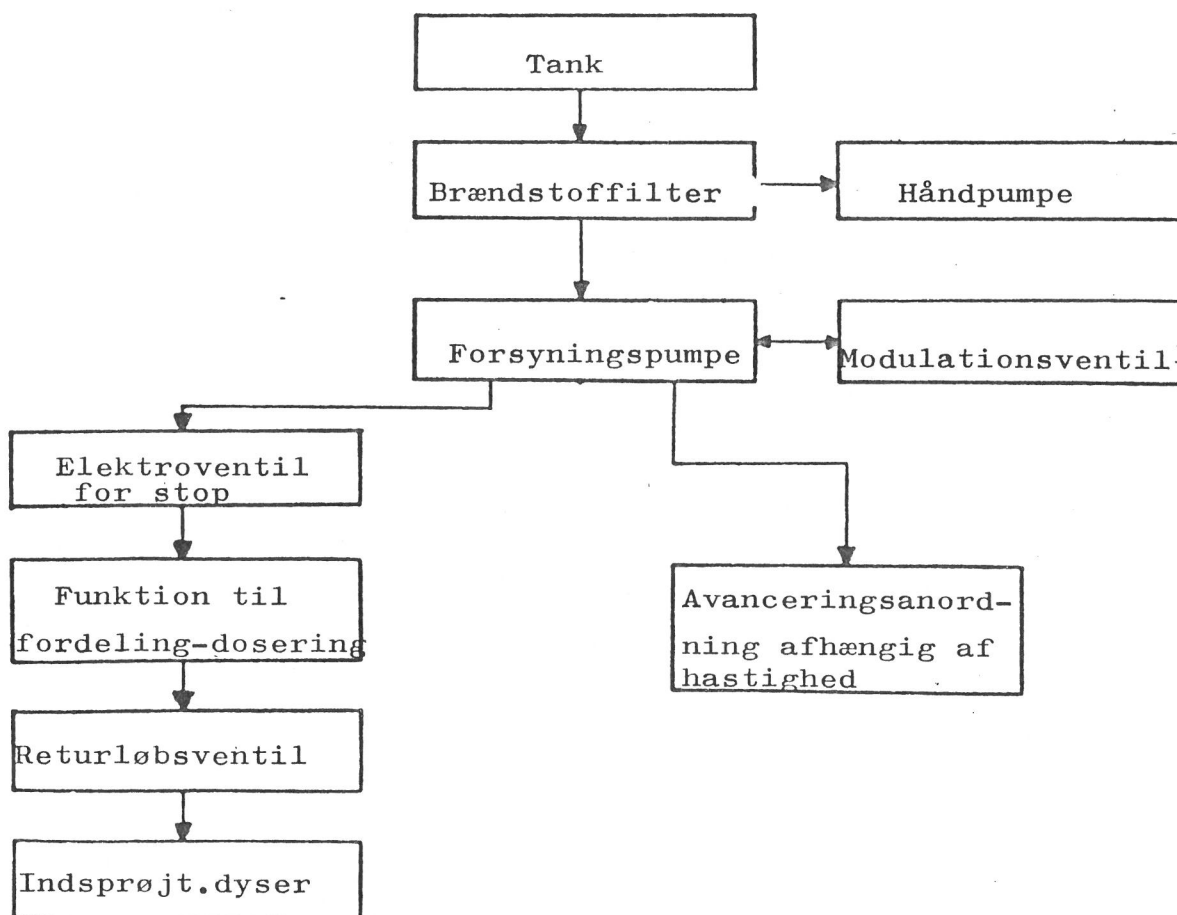 Tank
Brændstoffilter
Håndpumpe
Forsyningspumpe
Modulationsventil-
Elektroventil
for stop
Funktion til
fordeling-dosering
Avanceringsanord-
ning afhængig af
hastighed
Returløbsventil
Indsprøjt.dyser